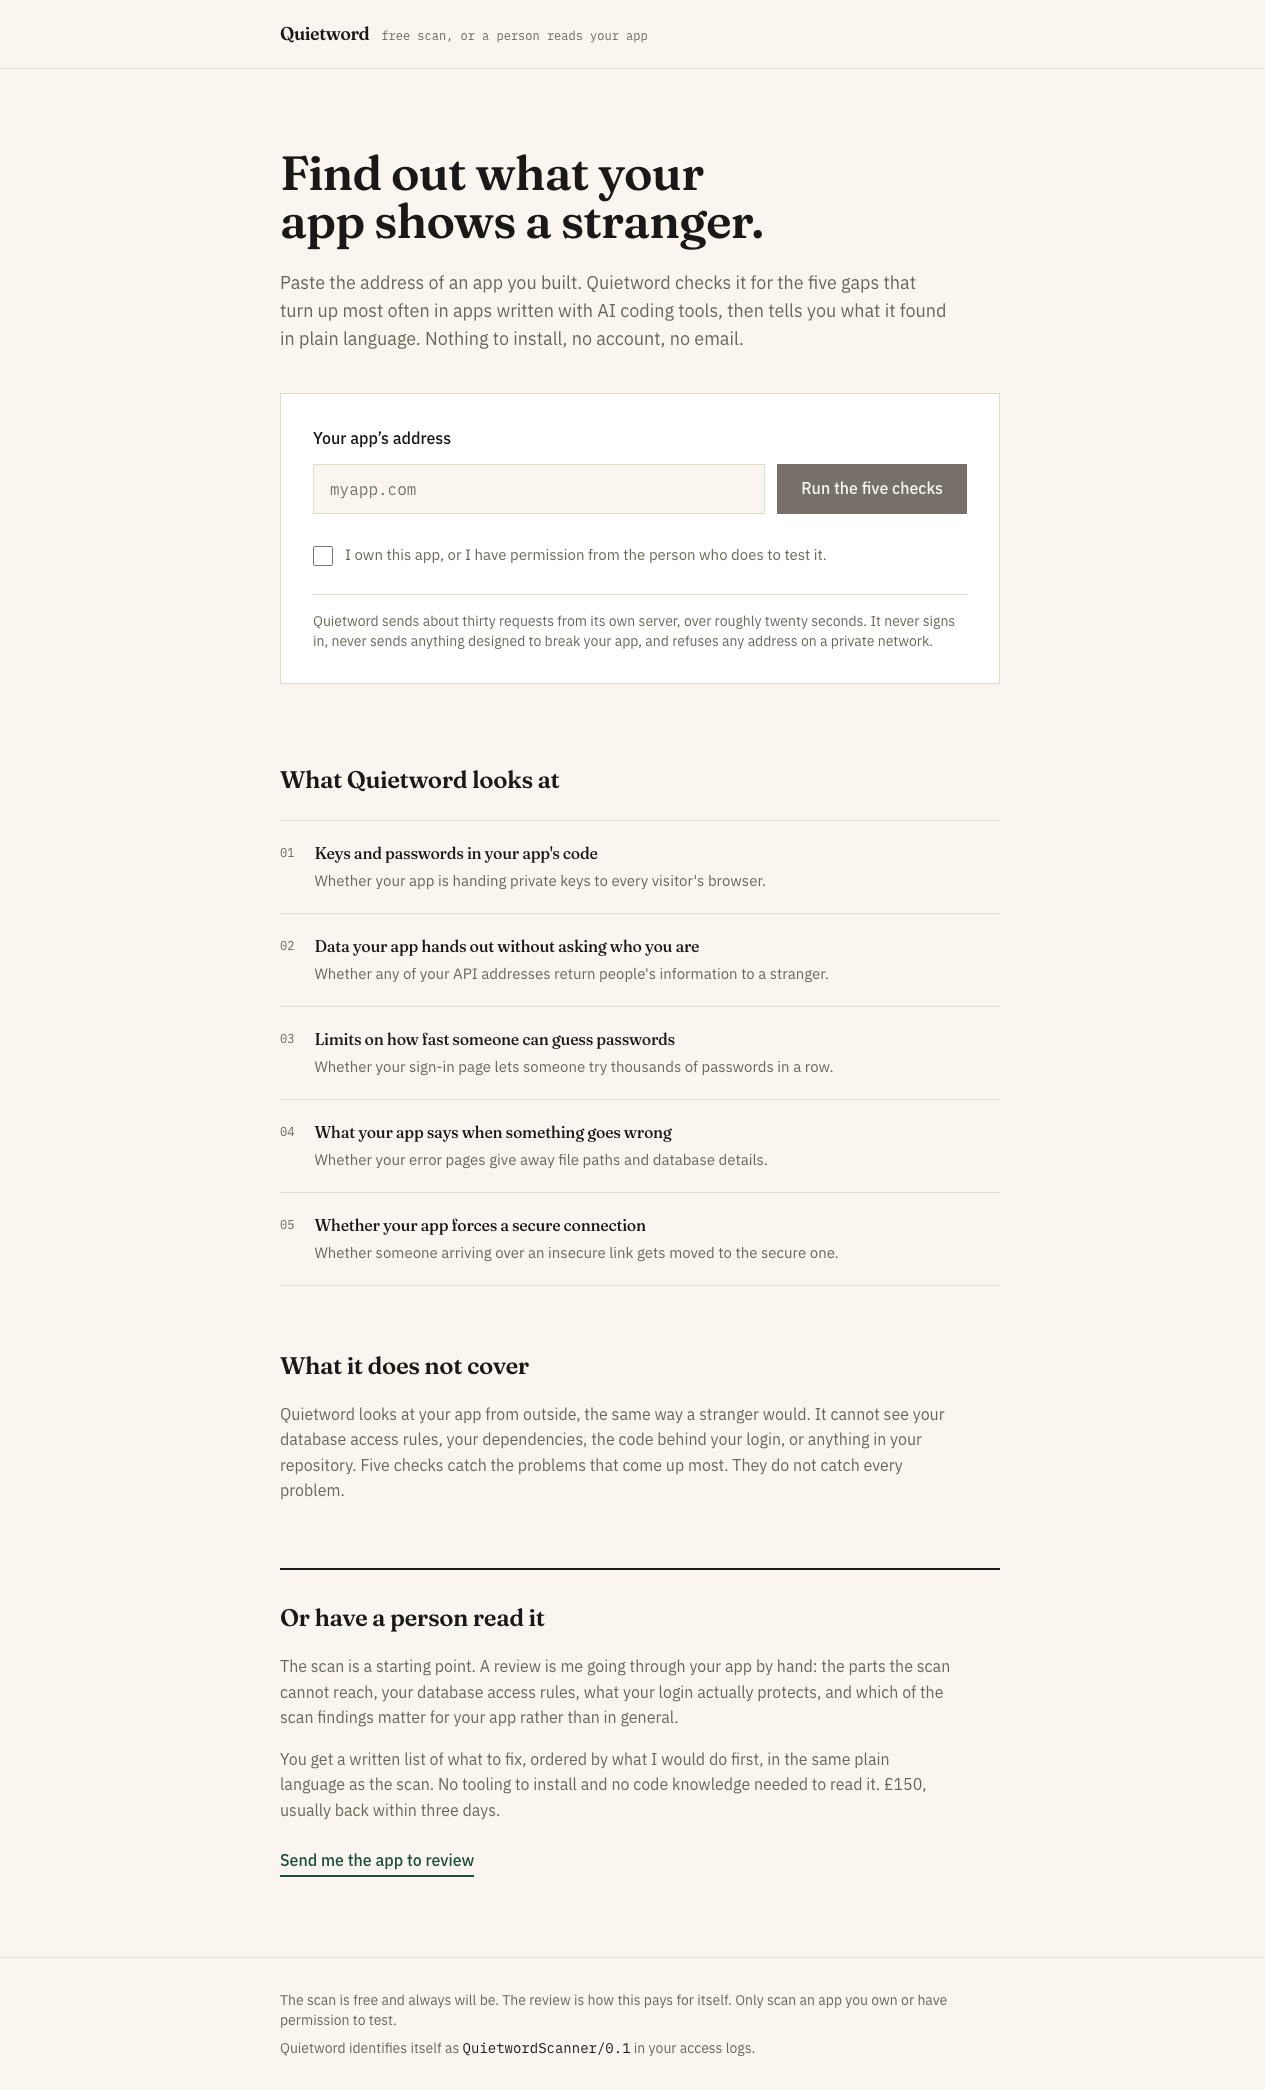 Quietword free scan, or a person reads your app
Find out what your
app shows a stranger.
Paste the address of an app you built. Quietword checks it for the five gaps that
turn up most often in apps written with AI coding tools, then tells you what it found
in plain language. Nothing to install, no account, no email.
Your app’s address
myapp.com
Run the five checks
I own this app, or I have permission from the person who does to test it.
Quietword sends about thirty requests from its own server, over roughly twenty seconds. It never signs
in, never sends anything designed to break your app, and refuses any address on a private network.
What Quietword looks at
01 Keys and passwords in your app's code
Whether your app is handing private keys to every visitor's browser.
02 Data your app hands out without asking who you are
Whether any of your API addresses return people's information to a stranger.
03 Limits on how fast someone can guess passwords
Whether your sign-in page lets someone try thousands of passwords in a row.
04 What your app says when something goes wrong
Whether your error pages give away file paths and database details.
05 Whether your app forces a secure connection
Whether someone arriving over an insecure link gets moved to the secure one.
What it does not cover
Quietword looks at your app from outside, the same way a stranger would. It cannot see your
database access rules, your dependencies, the code behind your login, or anything in your
repository. Five checks catch the problems that come up most. They do not catch every
problem.
Or have a person read it
The scan is a starting point. A review is me going through your app by hand: the parts the scan
cannot reach, your database access rules, what your login actually protects, and which of the
scan findings matter for your app rather than in general.
You get a written list of what to fix, ordered by what I would do first, in the same plain
language as the scan. No tooling to install and no code knowledge needed to read it. £150,
usually back within three days.
Send me the app to review
The scan is free and always will be. The review is how this pays for itself. Only scan an app you own or have
permission to test.
Quietword identifies itself as QuietwordScanner/0.1 in your access logs.